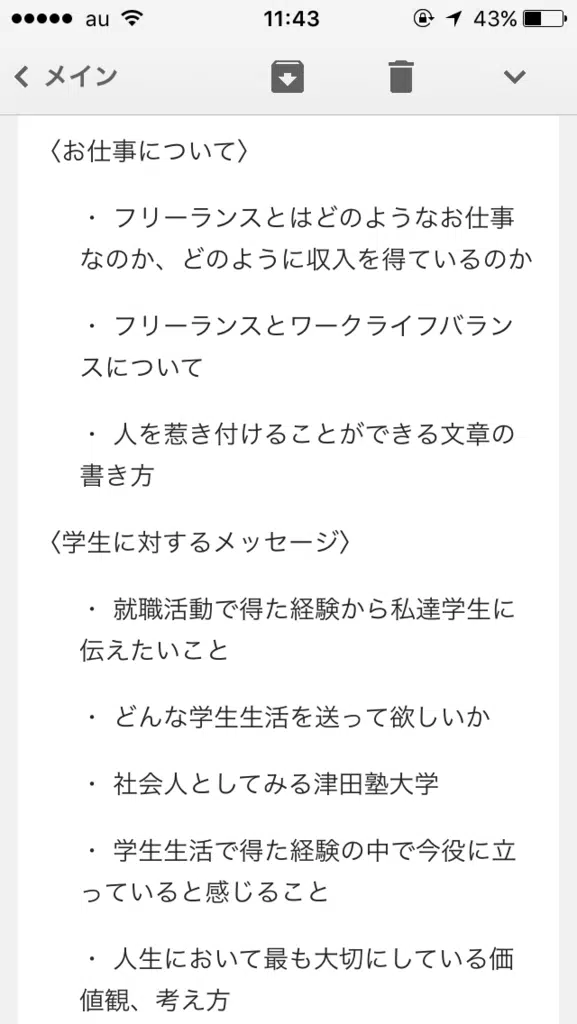 au 11:43 43%
メイン
〈お仕事について〉
・ フリーランスとはどのようなお仕事
なのか、どのように収入を得ているのか
・ フリーランスとワークライフバラン
スについて
・ 人を惹き付けることができる文章の
書き方
〈学生に対するメッセージ〉
・ 就職活動で得た経験から私達学生に
伝えたいこと
・ どんな学生生活を送って欲しいか
・ 社会人としてみる津田塾大学
・ 学生生活で得た経験の中で今役に立
っていると感じること
・ 人生において最も大切にしている価
値観、考え方